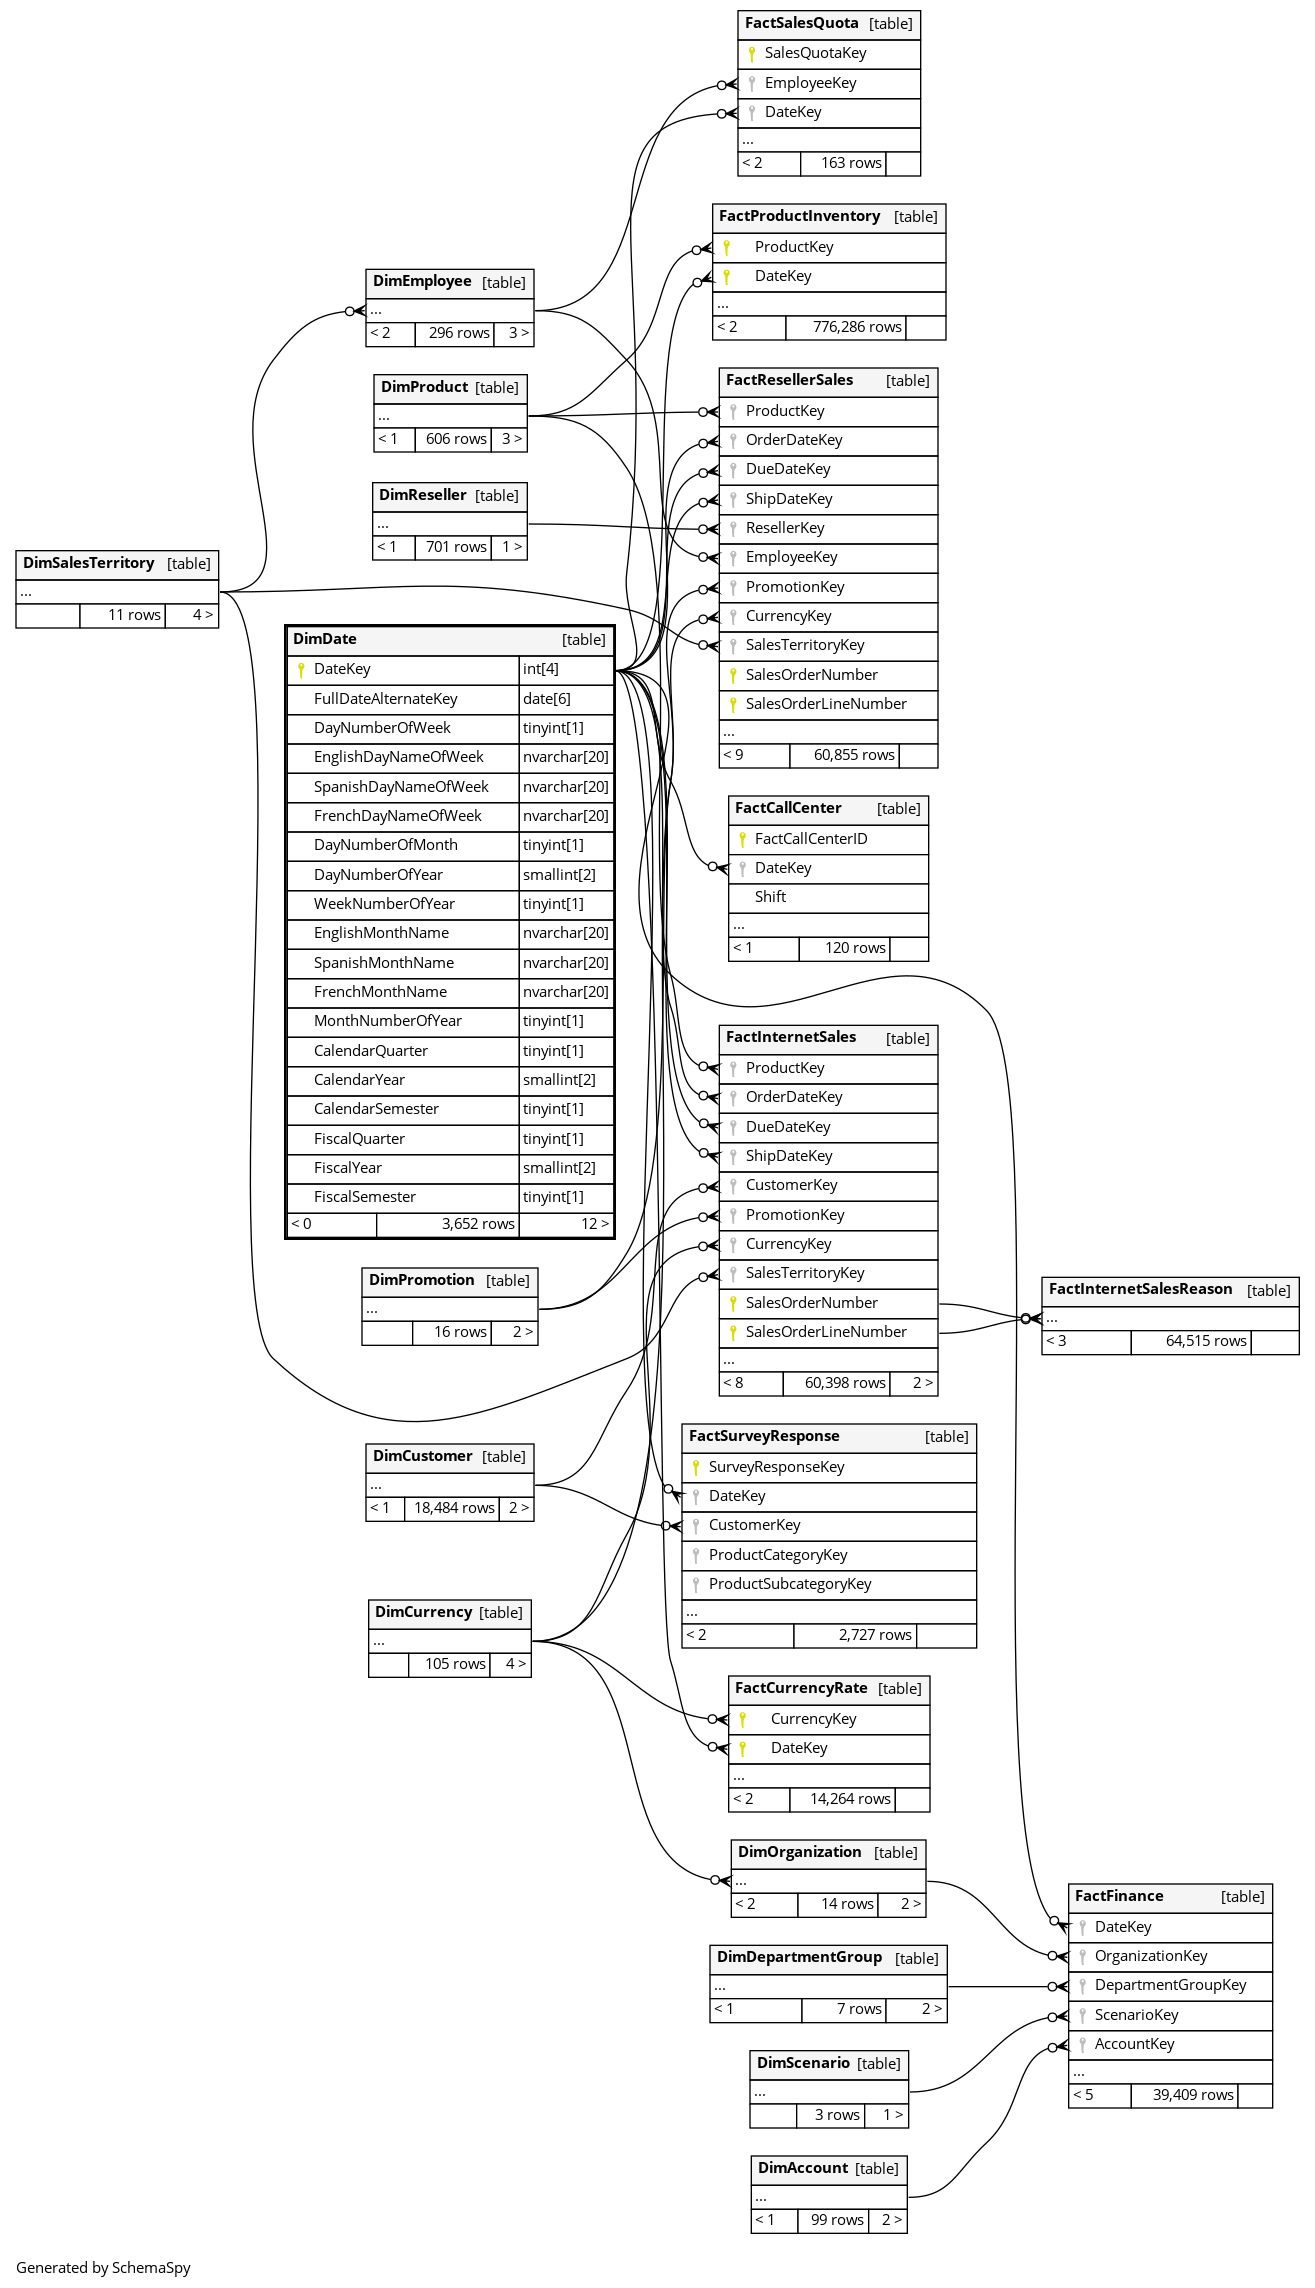 FactSalesQuota [table]
SalesQuotaKey
EmployeeKey
DateKey
...
< 2 163 rows
FactProductInventory [table]
ProductKey
DateKey
...
< 2 776,286 rows
DimEmployee [table]
...
< 2 296 rows 3 >
DimProduct [table]
...
< 1 606 rows 3 >
DimReseller [table]
...
< 1 701 rows 1 >
DimSalesTerritory [table]
...
11 rows 4 >
FactResellerSales [table]
ProductKey
OrderDateKey
DueDateKey
ShipDateKey
ResellerKey
EmployeeKey
PromotionKey
CurrencyKey
SalesTerritoryKey
SalesOrderNumber
SalesOrderLineNumber
...
< 9 60,855 rows
DimDate [table]
DateKey int[4]
FullDateAlternateKey date[6]
DayNumberOfWeek tinyint[1]
EnglishDayNameOfWeek nvarchar[20]
SpanishDayNameOfWeek nvarchar[20]
FrenchDayNameOfWeek nvarchar[20]
DayNumberOfMonth tinyint[1]
DayNumberOfYear smallint[2]
WeekNumberOfYear tinyint[1]
EnglishMonthName nvarchar[20]
SpanishMonthName nvarchar[20]
FrenchMonthName nvarchar[20]
MonthNumberOfYear tinyint[1]
CalendarQuarter tinyint[1]
CalendarYear smallint[2]
CalendarSemester tinyint[1]
FiscalQuarter tinyint[1]
FiscalYear smallint[2]
FiscalSemester tinyint[1]
< 0 3,652 rows 12 >
FactCallCenter [table]
FactCallCenterID
DateKey
Shift
...
< 1 120 rows
FactInternetSales [table]
ProductKey
OrderDateKey
DueDateKey
ShipDateKey
CustomerKey
PromotionKey
CurrencyKey
SalesTerritoryKey
SalesOrderNumber
SalesOrderLineNumber
...
< 8 60,398 rows 2 >
FactInternetSalesReason [table]
...
< 3 64,515 rows
DimPromotion [table]
...
16 rows 2 >
DimCustomer [table]
...
< 1 18,484 rows 2 >
FactSurveyResponse [table]
SurveyResponseKey
DateKey
CustomerKey
ProductCategoryKey
ProductSubcategoryKey
...
< 2 2,727 rows
DimCurrency [table]
...
105 rows 4 >
FactCurrencyRate [table]
CurrencyKey
DateKey
...
< 2 14,264 rows
DimOrganization [table]
...
< 2 14 rows 2 >
DimDepartmentGroup [table]
...
< 1 7 rows 2 >
DimScenario [table]
...
3 rows 1 >
DimAccount [table]
...
< 1 99 rows 2 >
FactFinance [table]
DateKey
OrganizationKey
DepartmentGroupKey
ScenarioKey
AccountKey
...
< 5 39,409 rows
Generated by SchemaSpy